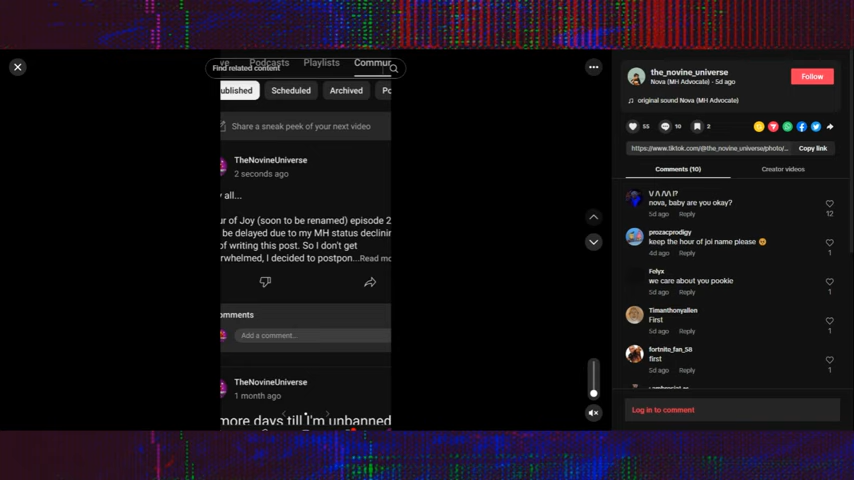 ve Podcasts Playlists Commur
Find related content
ublished Scheduled Archived Po
Share a sneak peek of your next video
TheNovineUniverse
2 seconds ago
y all...
ur of Joy (soon to be renamed) episode 2
be delayed due to my MH status declinin
of writing this post. So I don't get
rwhelmed, I decided to postpon...Read mo
omments
Add a comment...
TheNovineUniverse
1 month ago
more days till I'm unbanned
the_novine_universe
Nova (MH Advocate) · 5d ago
Follow
original sound Nova (MH Advocate)
55 10 2
https://www.tiktok.com/@the_novine_universe/photo/...
Copy link
Comments (10) Creator videos
nova, baby are you okay?
5d ago Reply 12
prozacprodigy
keep the hour of joi name please 🥺
4d ago Reply 1
Felyx
we care about you pookie
5d ago Reply 1
Timanthonyalien
First
5d ago Reply 1
fortnite_fan_58
first
5d ago Reply 1
Log in to comment